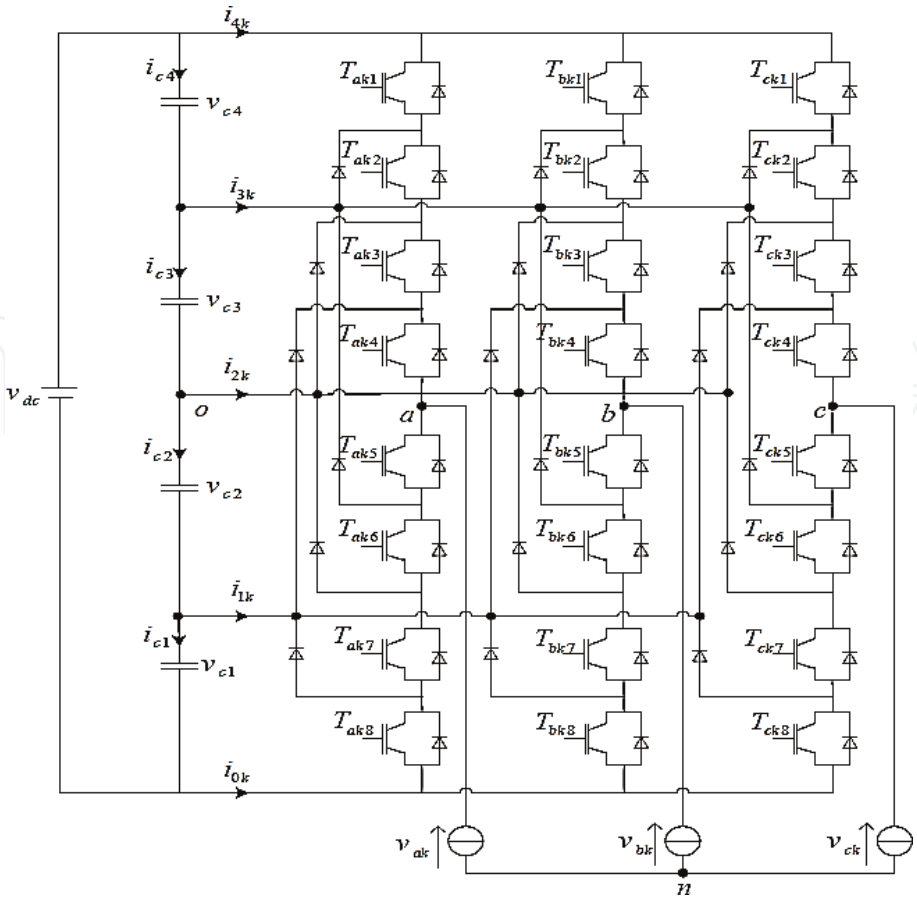 i4k
ic4
vc4
Tak1
Tbk1
Tck1
Tak2
Tbk2
Tck2
i3k
ic3
vc3
Tak3
Tbk3
Tck3
Tak4
Tbk4
Tck4
vdc
i2k
o
a
b
c
ic2
vc2
Tak5
Tbk5
Tck5
Tak6
Tbk6
Tck6
i1k
ic1
vc1
Tak7
Tbk7
Tck7
Tak8
Tbk8
Tck8
i0k
vak
vbk
vck
n